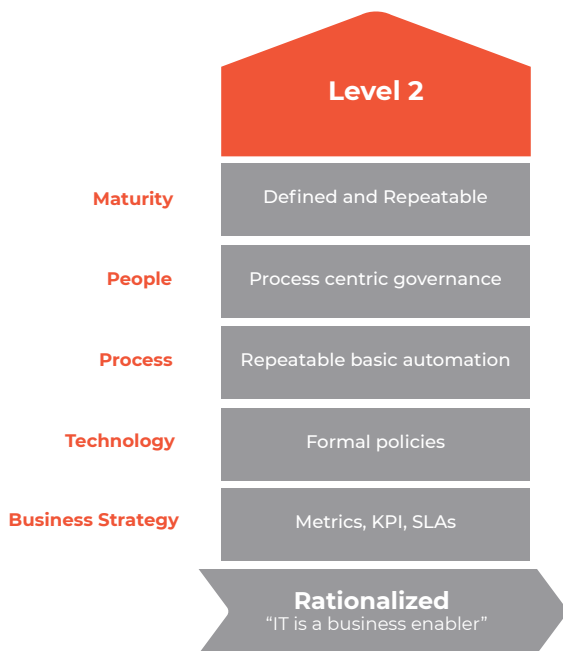 Level 2
Maturity
Defined and Repeatable
People
Process centric governance
Process
Repeatable basic automation
Technology
Formal policies
Business Strategy
Metrics, KPI, SLAs
Rationalized
“IT is a business enabler”